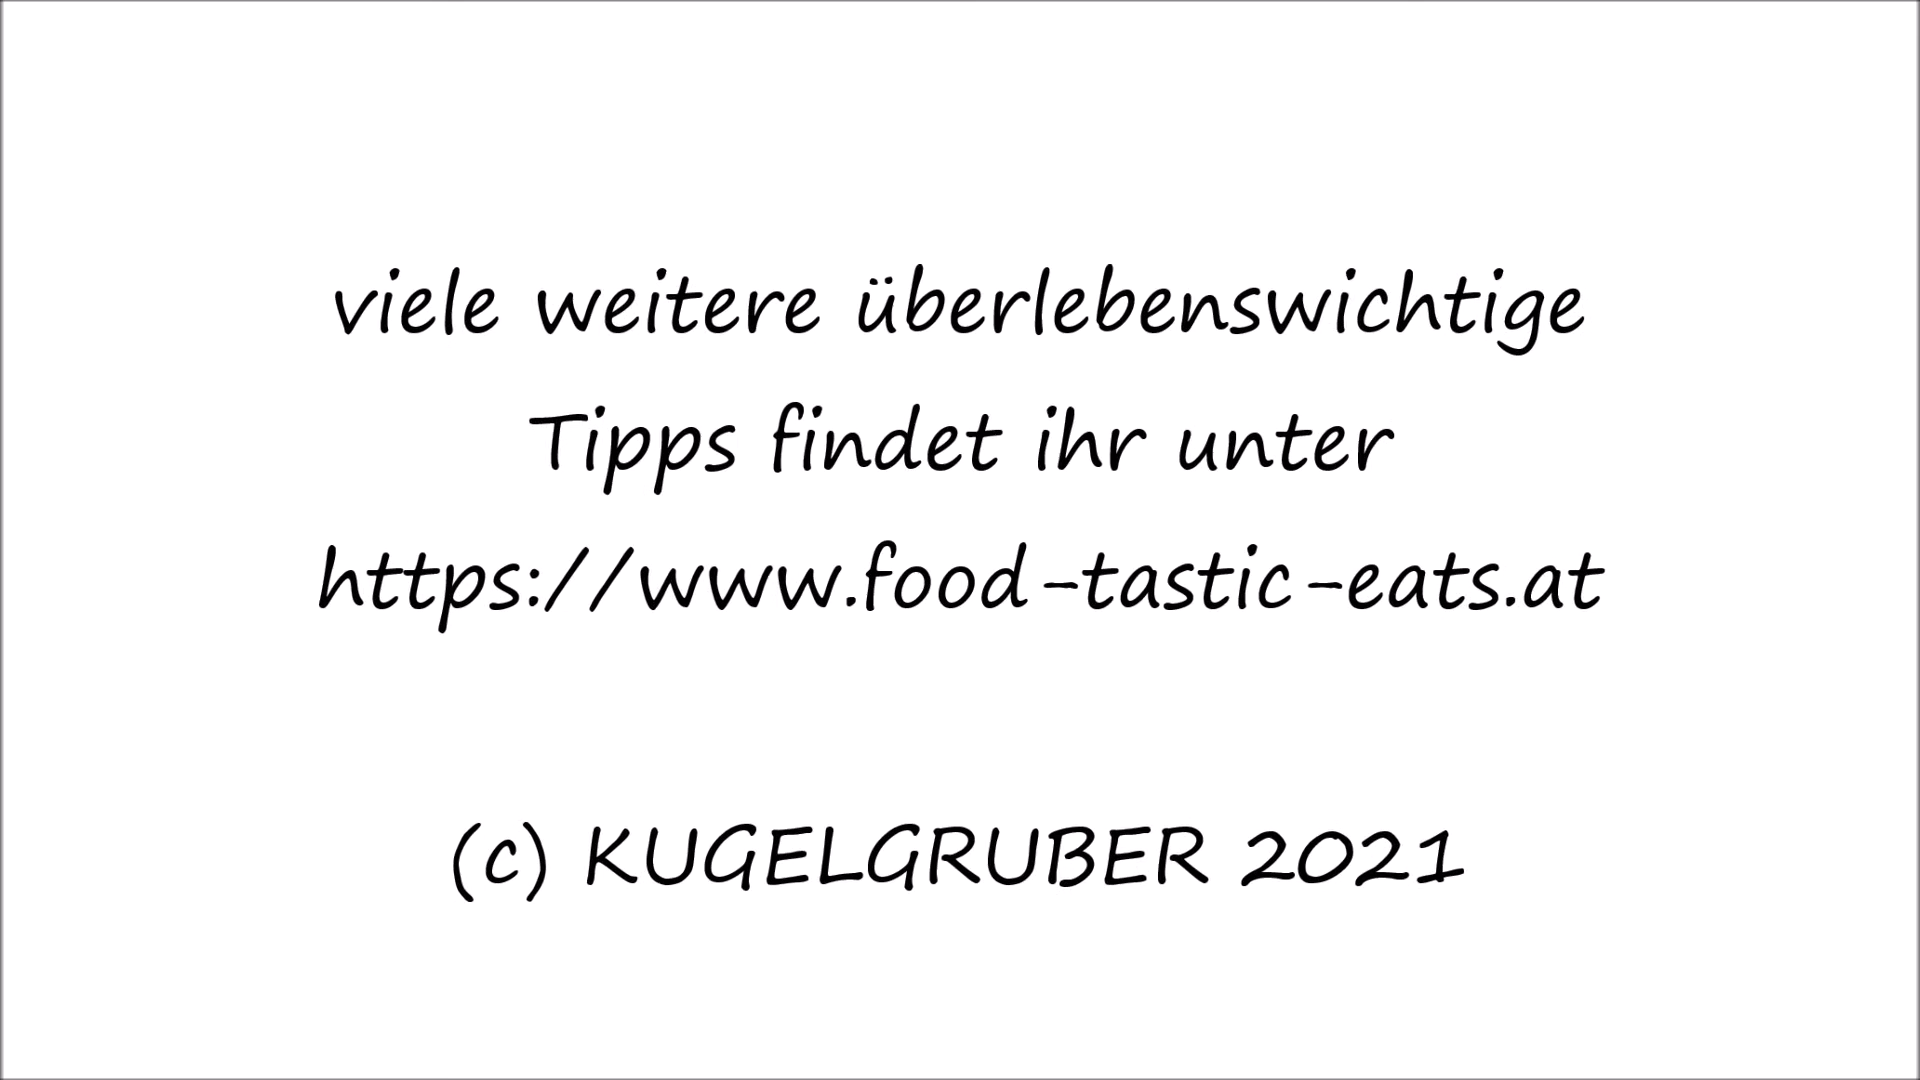 viele weitere überlebenswichtige
Tipps findet ihr unter
https://www.food-tastic-eats.at
(c) KUGELGRUBER 2021